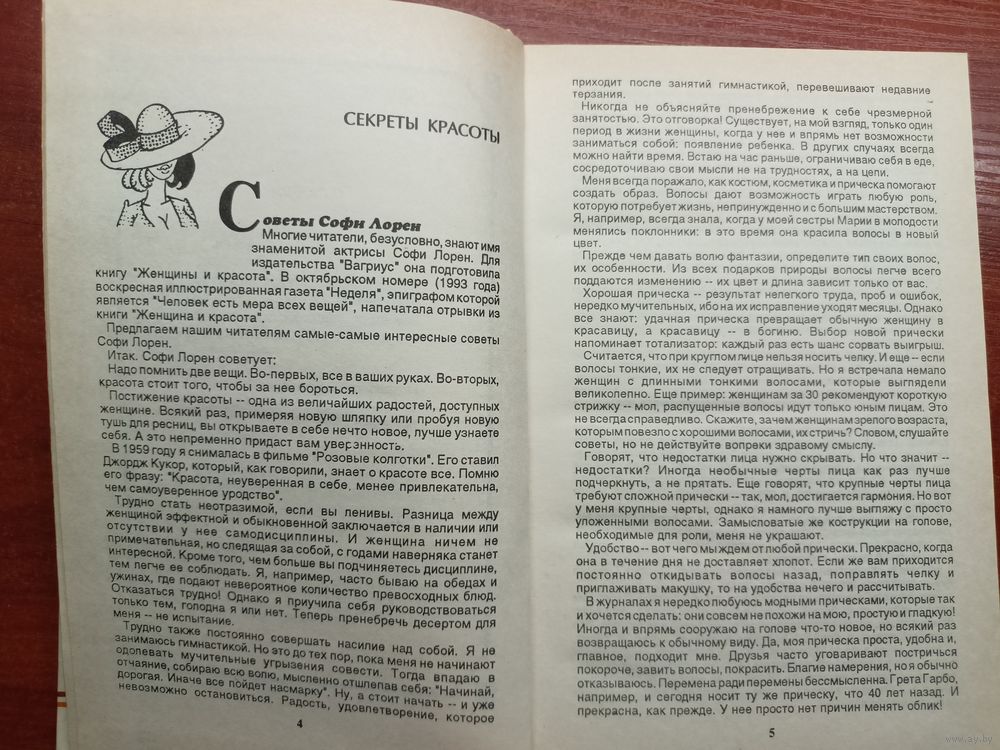 СЕКРЕТЫ КРАСОТЫ
Советы Софи Лорен
Многие читатели, безусловно, знают имя
знаменитой актрисы Софи Лорен. Для
издательства "Вагриус" она подготовила
книгу "Женщины и красота". В октябрьском номере (1993 года)
воскресная иллюстрированная газета "Неделя", эпиграфом которой
является "Человек есть мера всех вещей", напечатала отрывки из
книги "Женщина и красота".
Предлагаем нашим читателям самые-самые интересные советы
Софи Лорен.
Итак. Софи Лорен советует:
Надо помнить две вещи. Во-первых, все в ваших руках. Во-вторых,
красота стоит того, чтобы за нее бороться.
Постижение красоты -- одна из величайших радостей, доступных
женщине. Всякий раз, примеряя новую шляпку или пробуя новую
тушь для ресниц, вы открываете в себе нечто новое, лучше узнаете
себя. А это непременно придаст вам уверенность.
В 1959 году я снималась в фильме "Розовые колготки". Его ставил
Джордж Кукор, который, как говорили, знает о красоте все. Помню
его фразу: "Красота, неуверенная в себе, менее привлекательна,
чем самоуверенное уродство".
Трудно стать неотразимой, если вы ленивы. Разница между
женщиной эффектной и обыкновенной заключается в наличии или
отсутствии у нее самодисциплины. И женщина ничем не
примечательная, но следящая за собой, с годами наверняка станет
интересной. Кроме того, чем больше вы подчиняетесь дисциплине,
тем легче ее соблюдать. Я, например, часто бываю на обедах и
ужинах, где подают невероятное количество превосходных блюд.
Отказаться трудно! Однако я приучила себя руководствоваться
только тем, голодна я или нет. Теперь пренебречь десертом для
меня -- не испытание.
Трудно также постоянно совершать насилие над собой. Я не
занимаюсь гимнастикой. Но это до тех пор, пока меня не начинают
одолевать мучительные угрызения совести. Тогда впадаю в
отчаяние, собираю всю волю, мысленно отшлепав себя: "Начинай,
дорогая. Иначе все пойдет насмарку". Ну, а стоит начать -- и уже
невозможно остановиться. Радость, удовлетворение, которое
4
приходит после занятий гимнастикой, перевешивают недавние
терзания.
Никогда не объясняйте пренебрежение к себе чрезмерной
занятостью. Это отговорка! Существует, на мой взгляд, только один
период в жизни женщины, когда у нее и впрямь нет возможности
заниматься собой: появление ребенка. В других случаях всегда
можно найти время. Встаю на час раньше, ограничиваю себя в еде,
сосредоточиваю свои мысли не на трудностях, а на цепи.
Меня всегда поражало, как костюм, косметика и прическа помогают
создать образ. Волосы дают возможность играть любую роль,
которую потребует жизнь, непринужденно и с большим мастерством.
Я, например, всегда знала, когда у моей сестры Марии в молодости
менялись поклонники: в это время она красила волосы в новый
цвет.
Прежде чем давать волю фантазии, определите тип своих волос,
их особенности. Из всех подарков природы волосы легче всего
поддаются изменению -- их цвет и длина зависит только от вас.
Хорошая прическа -- результат нелегкого труда, проб и ошибок,
нередко мучительных, ибо на их исправление уходят месяцы. Однако
все знают: удачная прическа превращает обычную женщину в
красавицу, а красавицу -- в богиню. Выбор новой прически
напоминает тотализатор: каждый раз есть шанс сорвать выигрыш.
Считается, что при круглом лице нельзя носить челку. И еще -- если
волосы тонкие, их не следует отращивать. Но я встречала немало
женщин с длинными тонкими волосами, которые выглядели
великолепно. Еще пример: женщинам за 30 рекомендуют короткую
стрижку -- мол, распущенные волосы идут только юным лицам. Это
не всегда справедливо. Скажите, зачем женщинам зрелого возраста,
которым повезло с хорошими волосами, их стричь? Словом, слушайте
советы, но не действуйте вопреки здравому смыслу.
Говорят, что недостатки лица нужно скрывать. Но что значит --
недостатки? Иногда необычные черты лица как раз лучше
подчеркнуть, а не прятать. Еще говорят, что крупные черты лица
требуют сложной прически -- так, мол, достигается гармония. Но вот
у меня крупные черты, однако я намного лучше выгляжу с просто
уложенными волосами. Замысловатые же кострукции на голове,
необходимые для роли, меня не украшают.
Удобство -- вот чего мы ждем от любой прически. Прекрасно, когда
она в течение дня не доставляет хлопот. Если же вам приходится
постоянно откидывать волосы назад, поправлять челку и
приглаживать макушку, то на удобства нечего и рассчитывать.
В журналах я нередко любуюсь модными прическами, которые так
и хочется сделать: они совсем не похожи на мою, простую и гладкую!
Иногда и впрямь сооружаю на голове что-то новое, но всякий раз
возвращаюсь к обычному виду. Да, моя прическа проста, удобна и,
главное, подходит мне. Друзья часто уговаривают постричься
покороче, завить волосы, покрасить. Благие намерения, но я обычно
отказываюсь. Перемена ради перемены бессмысленна. Грета Гарбо,
например, и сегодня носит ту же прическу, что 40 лет назад. И
прекрасна, как прежде. У нее просто нет причин менять облик!
5
www.ay.by